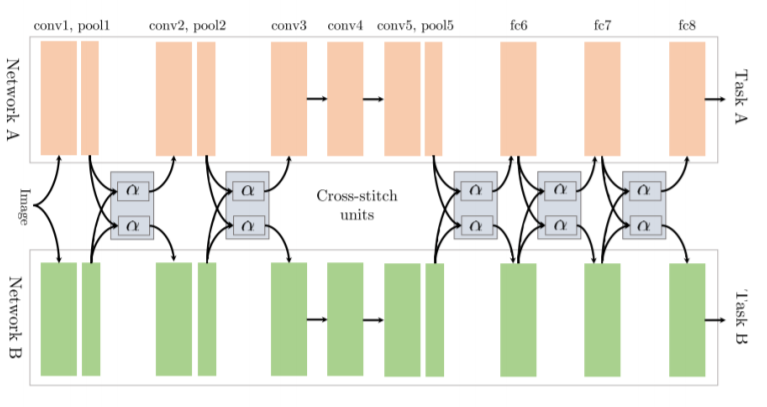 conv1, pool1
conv2, pool2
conv3
conv4
conv5, pool5
fc6
fc7
fc8
Network A
Task A
α
α
α
α
α
α
α
α
α
α
Image
Cross-stitch
units
Network B
Task B